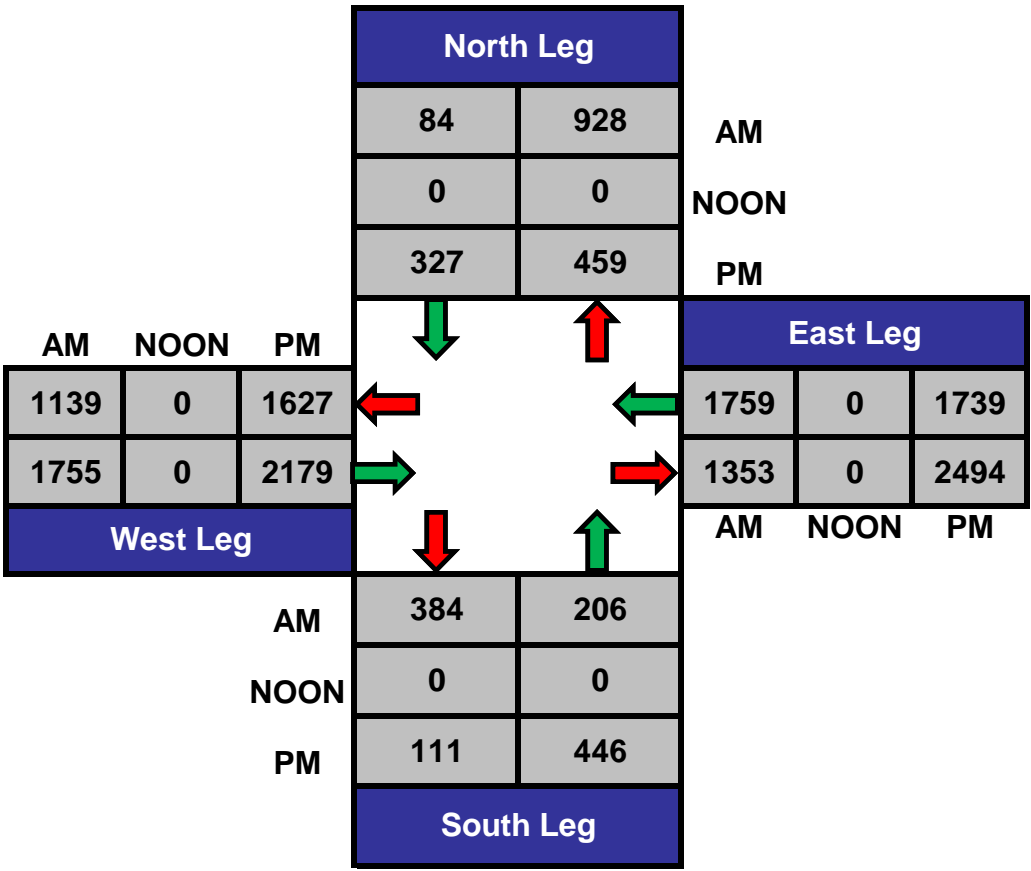 North Leg
84 928 AM
0 0 NOON
327 459 PM
AM NOON PM
East Leg
1139 0 1627
1759 0 1739
1755 0 2179
1353 0 2494
West Leg
AM NOON PM
AM 384 206
NOON 0 0
PM 111 446
South Leg